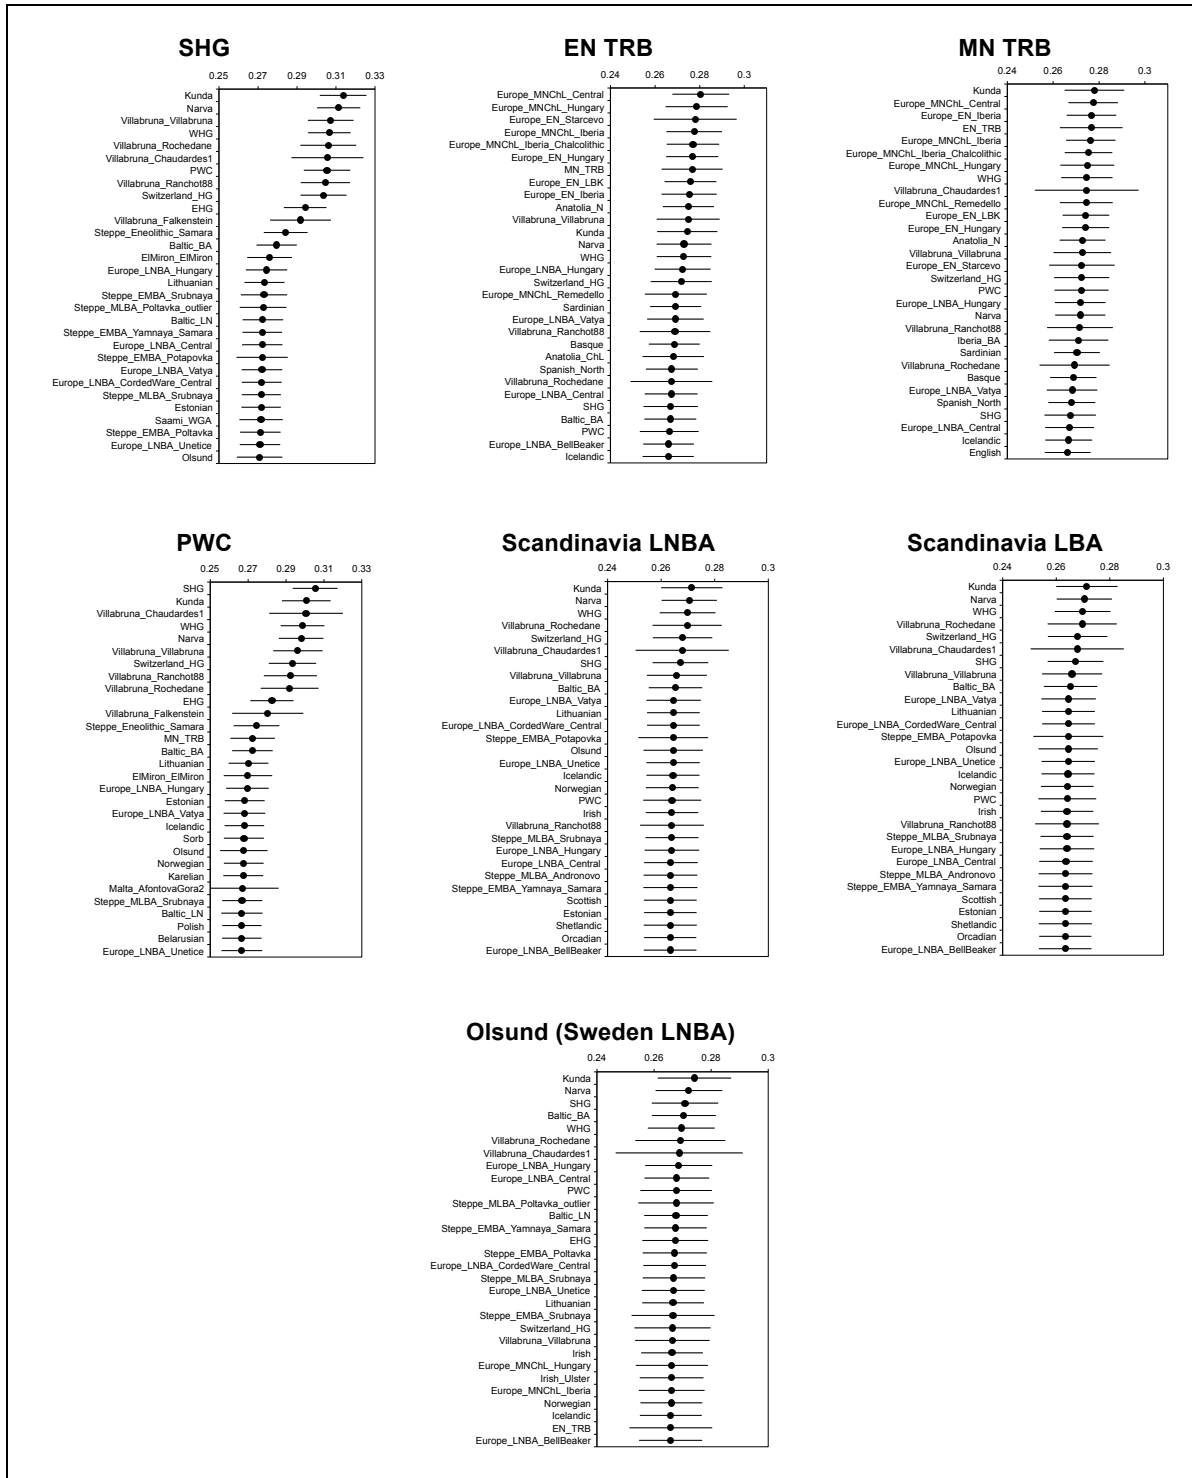 SHG
0.25 0.27 0.29 0.31 0.33
Kunda
Narva
Villabruna_Villabruna
WHG
Villabruna_Rochedane
Villabruna_Chaudardes1
PWC
Villabruna_Ranchot88
Switzerland_HG
EHG
Villabruna_Falkenstein
Steppe_Eneolithic_Samara
Baltic_BA
ElMiron_ElMiron
Europe_LNBA_Hungary
Lithuanian
Steppe_EMBA_Srubnaya
Steppe_MLBA_Poltavka_outlier
Baltic_LN
Steppe_EMBA_Yamnaya_Samara
Europe_LNBA_Central
Steppe_EMBA_Potapovka
Europe_LNBA_Vatya
Europe_LNBA_CordedWare_Central
Steppe_MLBA_Srubnaya
Estonian
Saami_WGA
Steppe_EMBA_Poltavka
Europe_LNBA_Unetice
Olsund
EN TRB
0.24 0.26 0.28 0.3
Europe_MNChL_Central
Europe_MNChL_Hungary
Europe_EN_Starcevo
Europe_MNChL_Iberia
Europe_MNChL_Iberia_Chalcolithic
Europe_EN_Hungary
MN_TRB
Europe_EN_LBK
Europe_EN_Iberia
Anatolia_N
Villabruna_Villabruna
Kunda
Narva
WHG
Europe_LNBA_Hungary
Switzerland_HG
Europe_MNChL_Remedello
Sardinian
Europe_LNBA_Vatya
Villabruna_Ranchot88
Basque
Anatolia_ChL
Spanish_North
Villabruna_Rochedane
Europe_LNBA_Central
SHG
Baltic_BA
PWC
Europe_LNBA_BellBeaker
Icelandic
MN TRB
0.24 0.26 0.28 0.3
Kunda
Europe_MNChL_Central
Europe_EN_Iberia
EN_TRB
Europe_MNChL_Iberia
Europe_MNChL_Iberia_Chalcolithic
Europe_MNChL_Hungary
WHG
Villabruna_Chaudardes1
Europe_MNChL_Remedello
Europe_EN_LBK
Europe_EN_Hungary
Anatolia_N
Villabruna_Villabruna
Europe_EN_Starcevo
Switzerland_HG
PWC
Europe_LNBA_Hungary
Narva
Villabruna_Ranchot88
Iberia_BA
Sardinian
Villabruna_Rochedane
Basque
Europe_LNBA_Vatya
Spanish_North
SHG
Europe_LNBA_Central
Icelandic
English
PWC
0.25 0.27 0.29 0.31 0.33
SHG
Kunda
Villabruna_Chaudardes1
WHG
Narva
Villabruna_Villabruna
Switzerland_HG
Villabruna_Ranchot88
Villabruna_Rochedane
EHG
Villabruna_Falkenstein
Steppe_Eneolithic_Samara
MN_TRB
Baltic_BA
Lithuanian
ElMiron_ElMiron
Europe_LNBA_Hungary
Estonian
Europe_LNBA_Vatya
Icelandic
Sorb
Olsund
Norwegian
Karelian
Malta_AfontovaGora2
Steppe_MLBA_Srubnaya
Baltic_LN
Polish
Belarusian
Europe_LNBA_Unetice
Scandinavia LNBA
0.24 0.26 0.28 0.3
Kunda
Narva
WHG
Villabruna_Rochedane
Switzerland_HG
Villabruna_Chaudardes1
SHG
Villabruna_Villabruna
Baltic_BA
Europe_LNBA_Vatya
Lithuanian
Europe_LNBA_CordedWare_Central
Steppe_EMBA_Potapovka
Olsund
Europe_LNBA_Unetice
Icelandic
Norwegian
PWC
Irish
Villabruna_Ranchot88
Steppe_MLBA_Srubnaya
Europe_LNBA_Hungary
Europe_LNBA_Central
Steppe_MLBA_Andronovo
Steppe_EMBA_Yamnaya_Samara
Scottish
Estonian
Shetlandic
Orcadian
Europe_LNBA_BellBeaker
Scandinavia LBA
0.24 0.26 0.28 0.3
Kunda
Narva
WHG
Villabruna_Rochedane
Switzerland_HG
Villabruna_Chaudardes1
SHG
Villabruna_Villabruna
Baltic_BA
Europe_LNBA_Vatya
Lithuanian
Europe_LNBA_CordedWare_Central
Steppe_EMBA_Potapovka
Olsund
Europe_LNBA_Unetice
Icelandic
Norwegian
PWC
Irish
Villabruna_Ranchot88
Steppe_MLBA_Srubnaya
Europe_LNBA_Hungary
Europe_LNBA_Central
Steppe_MLBA_Andronovo
Steppe_EMBA_Yamnaya_Samara
Scottish
Estonian
Shetlandic
Orcadian
Europe_LNBA_BellBeaker
Olsund (Sweden LNBA)
0.24 0.26 0.28 0.3
Kunda
Narva
SHG
Baltic_BA
WHG
Villabruna_Rochedane
Villabruna_Chaudardes1
Europe_LNBA_Hungary
Europe_LNBA_Central
PWC
Steppe_MLBA_Poltavka_outlier
Baltic_LN
Steppe_EMBA_Yamnaya_Samara
EHG
Steppe_EMBA_Poltavka
Europe_LNBA_CordedWare_Central
Steppe_MLBA_Srubnaya
Europe_LNBA_Unetice
Lithuanian
Steppe_EMBA_Srubnaya
Switzerland_HG
Villabruna_Villabruna
Irish
Europe_MNChL_Hungary
Irish_Ulster
Europe_MNChL_Iberia
Norwegian
Icelandic
EN_TRB
Europe_LNBA_BellBeaker